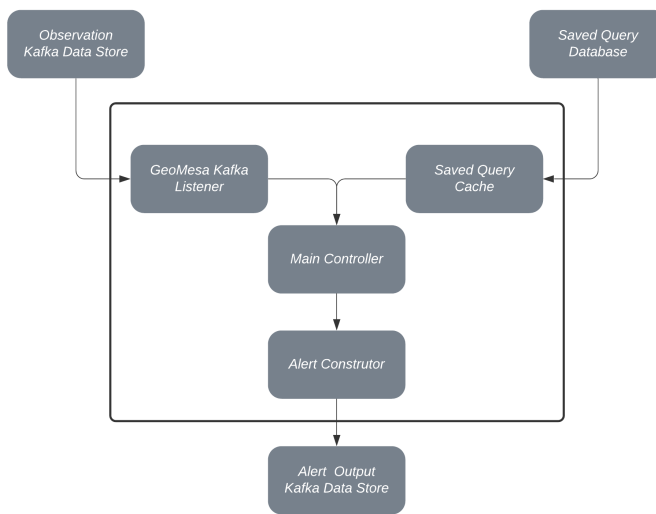 Observation
Kafka Data Store
Saved Query
Database
GeoMesa Kafka
Listener
Saved Query
Cache
Main Controller
Alert Construtor
Alert Output
Kafka Data Store